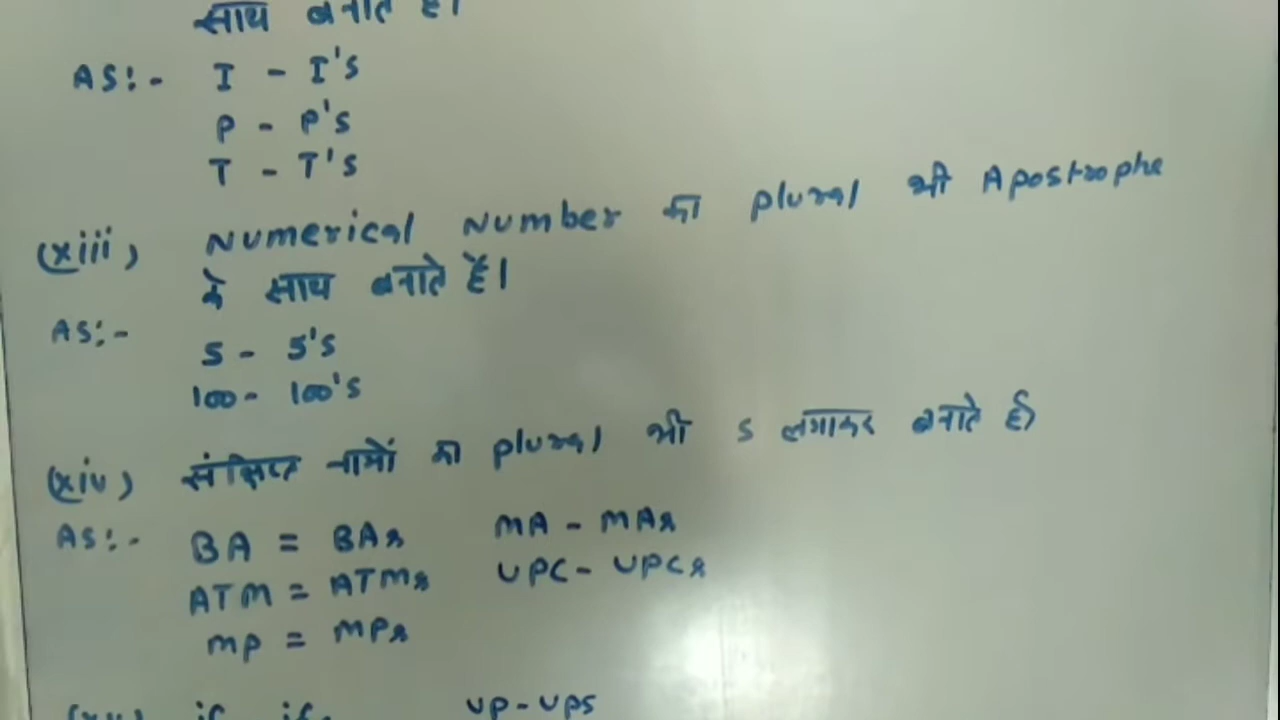 साथ बनाते हैं।
AS:- I - I's
P - P's
T - T's
(xiii) Numerical Number का plural भी Apostrophe
के साथ बनाते हैं।
AS:- 5 - 5's
100 - 100's
(xiv) संक्षिप्त नामों का plural भी s लगाकर बनाते हैं
AS:- BA = BAs MA - MAs
ATM = ATMs UPC - UPCs
MP = MPs
UP - UPS